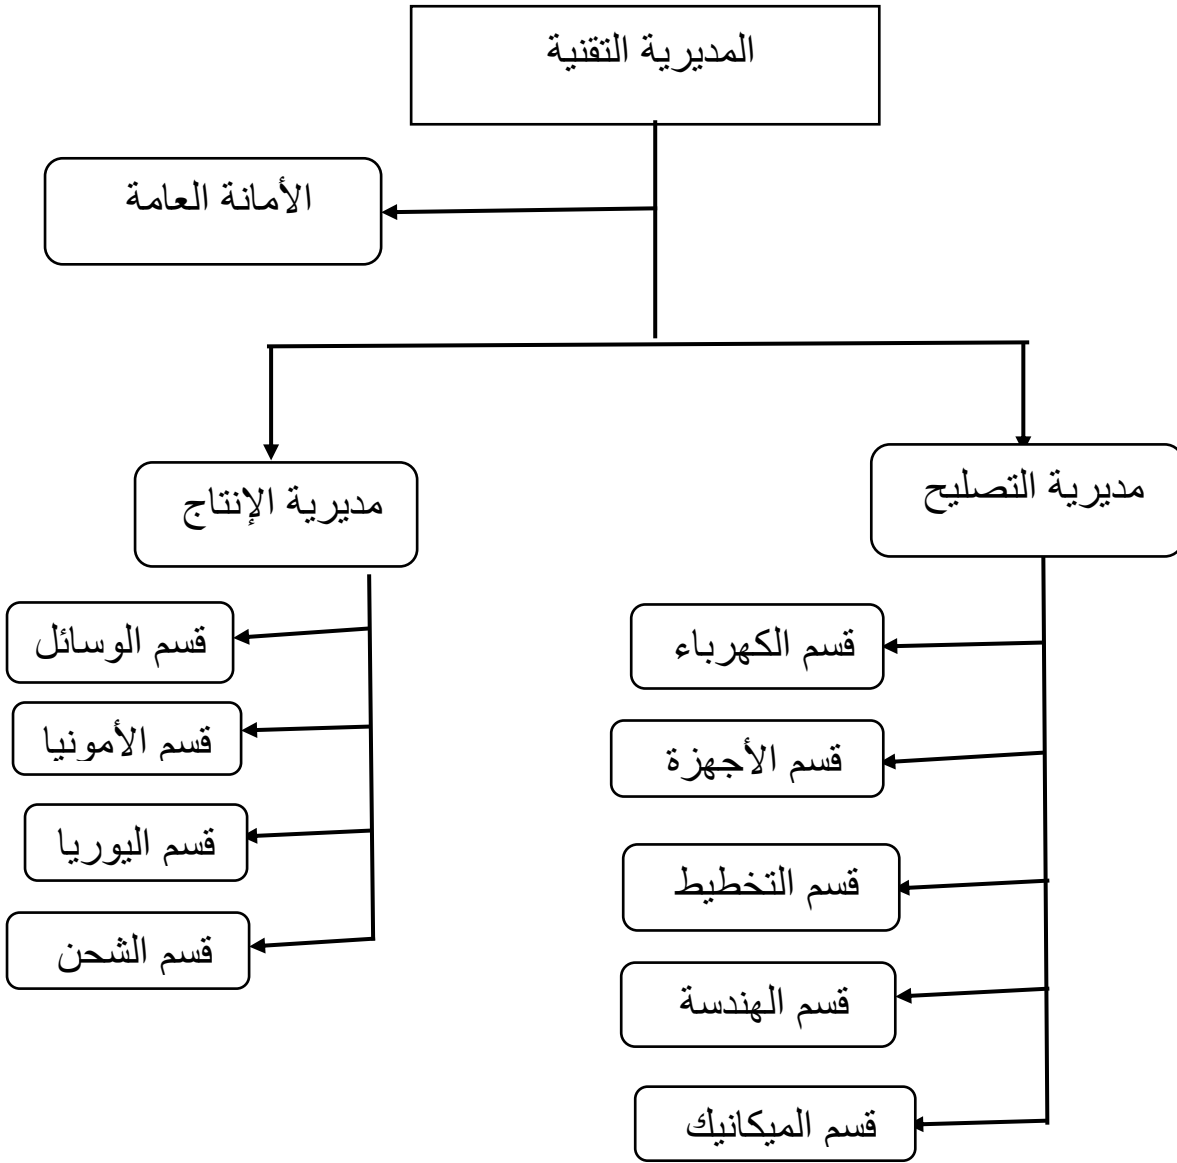 المديرية التقنية
الأمانة العامة
مديرية التصليح
مديرية الإنتاج
قسم الكهرباء
قسم الأجهزة
قسم التخطيط
قسم الهندسة
قسم الميكانيك
قسم الوسائل
قسم الأمونيا
قسم اليوريا
قسم الشحن